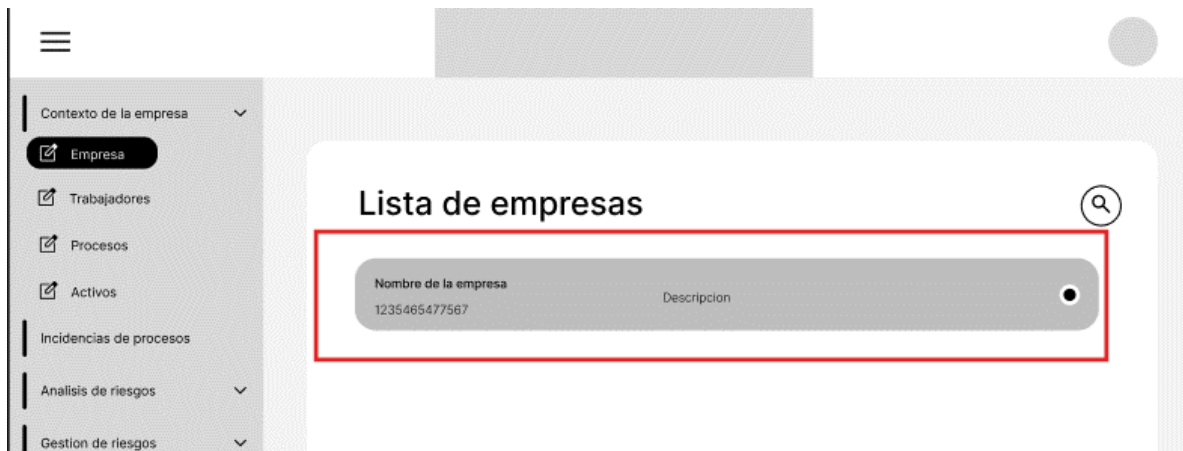 Contexto de la empresa
Empresa
Trabajadores
Procesos
Activos
Incidencias de procesos
Analisis de riesgos
Gestion de riesgos
Lista de empresas
Nombre de la empresa
1235465477567
Descripcion